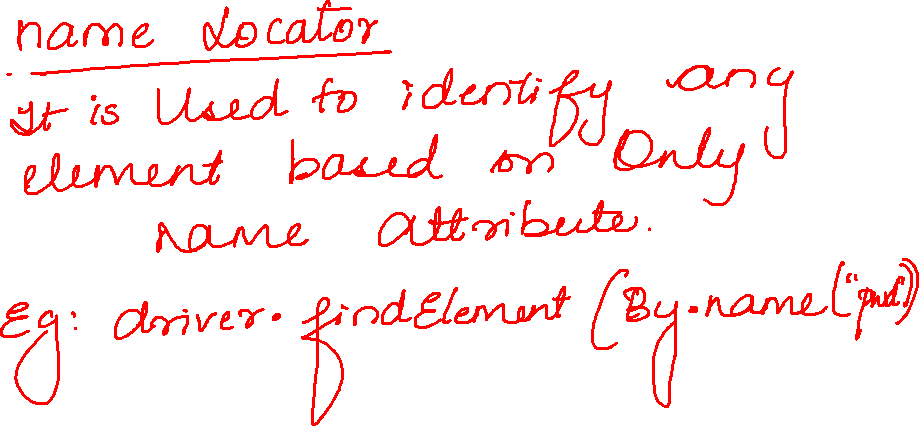 name Locator
It is Used to identify any
element based on Only
name attribute.
Eg: driver.findElement (By.name("pwd"))